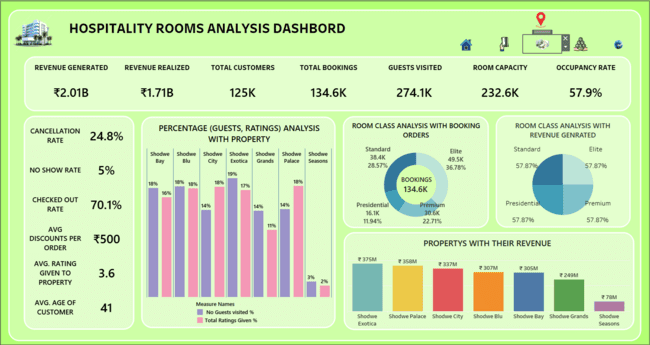 HOSPITALITY ROOMS ANALYSIS DASHBORD
REVENUE GENERATED
₹2.01B
REVENUE REALIZED
₹1.71B
TOTAL CUSTOMERS
125K
TOTAL BOOKINGS
134.6K
GUESTS VISITED
274.1K
ROOM CAPACITY
232.6K
OCCUPANCY RATE
57.9%
CANCELLATION
RATE
24.8%
NO SHOW RATE
5%
CHECKED OUT
RATE
70.1%
AVG
DISCOUNTS PER
ORDER
₹500
AVG. RATING
GIVEN TO
PROPERTY
3.6
AVG. AGE OF
CUSTOMER
41
PERCENTAGE (GUESTS, RATINGS) ANALYSIS
WITH PROPERTY
Shodwe Bay
Shodwe Blu
Shodwe City
Shodwe Exotica
Shodwe Grands
Shodwe Palace
Shodwe Seasons
18% 16%
18% 18%
14% 18%
19% 17%
14% 11%
14% 18%
3% 2%
Measure Names
No Guests visited %
Total Ratings Given %
ROOM CLASS ANALYSIS WITH BOOKING
ORDERS
Standard
38.4K
28.57%
Elite
49.5K
36.78%
BOOKINGS
134.6K
Presidential
16.1K
11.94%
Premium
30.6K
22.71%
ROOM CLASS ANALYSIS WITH
REVENUE GENRATED
Standard
57.87%
Elite
57.87%
Presidential
57.87%
Premium
57.87%
PROPERTYS WITH THEIR REVENUE
₹ 375M
₹ 358M
₹ 337M
₹ 307M
₹ 305M
₹ 249M
₹ 78M
Shodwe Exotica
Shodwe Palace
Shodwe City
Shodwe Blu
Shodwe Bay
Shodwe Grands
Shodwe Seasons